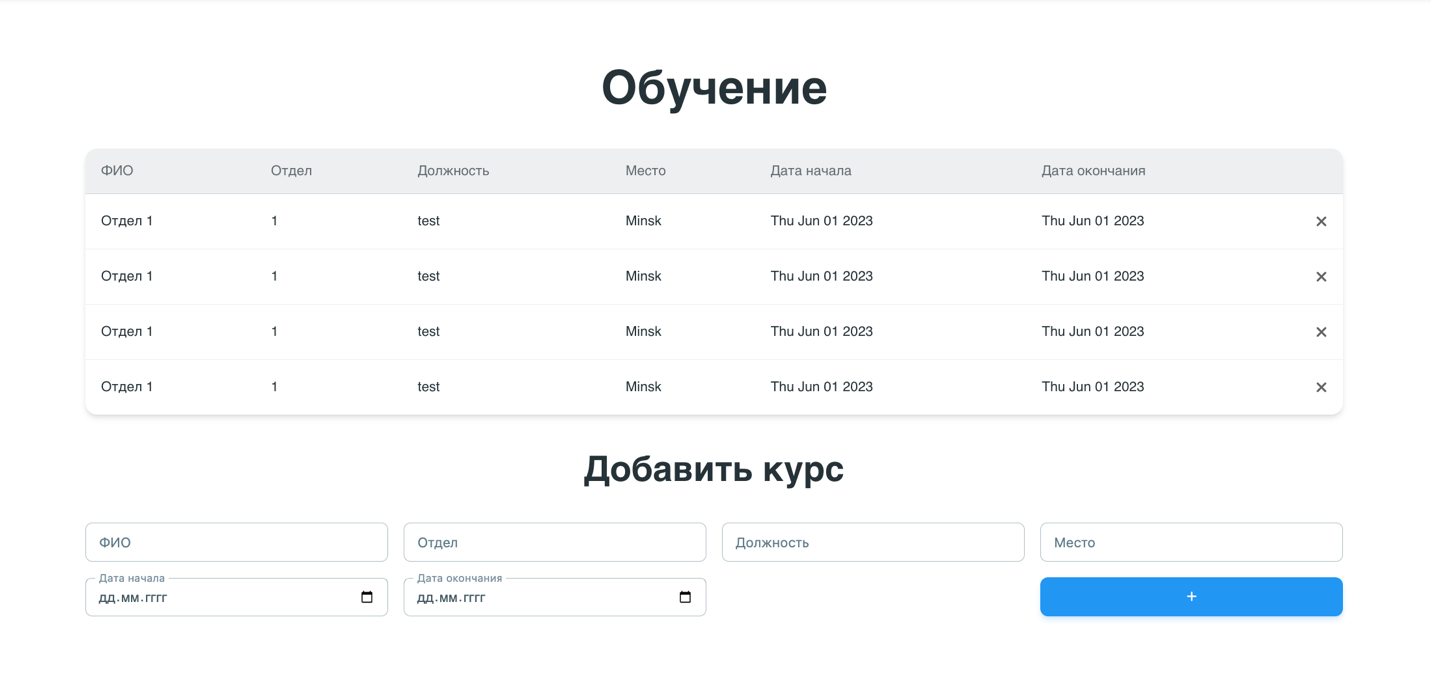 Обучение
ФИО Отдел Должность Место Дата начала Дата окончания
Отдел 1 1 test Minsk Thu Jun 01 2023 Thu Jun 01 2023
Отдел 1 1 test Minsk Thu Jun 01 2023 Thu Jun 01 2023
Отдел 1 1 test Minsk Thu Jun 01 2023 Thu Jun 01 2023
Отдел 1 1 test Minsk Thu Jun 01 2023 Thu Jun 01 2023
Добавить курс
ФИО Отдел Должность Место
Дата начала Дата окончания
дд.мм.гггг дд.мм.гггг +